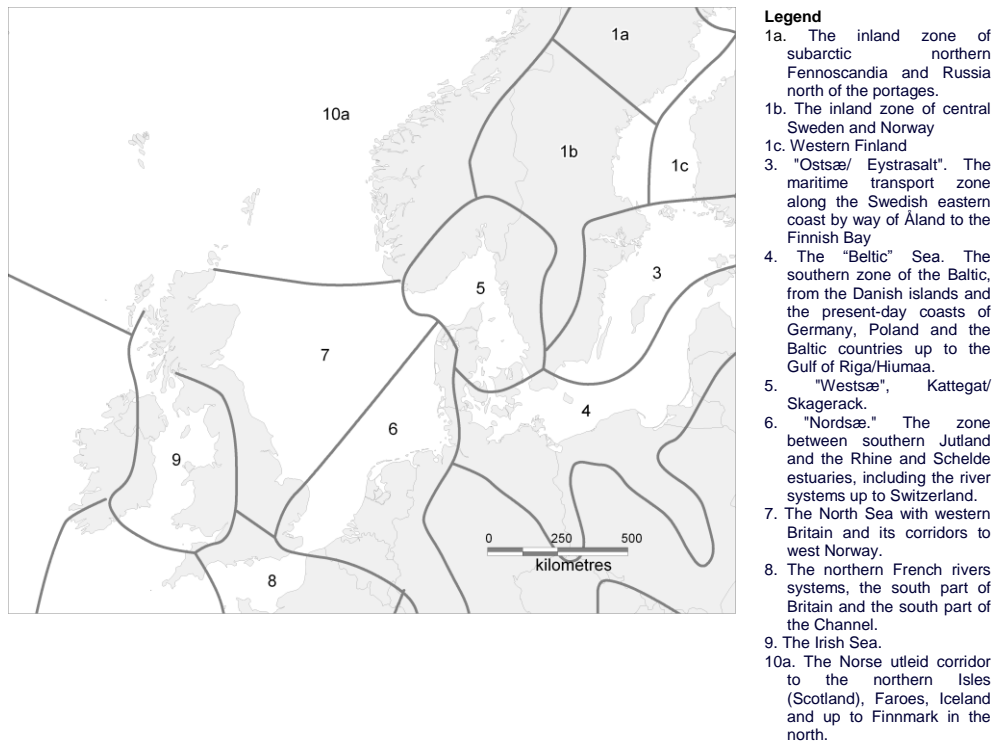 1a
10a
1b
1c
3
5
7
4
6
9
0 250 500
kilometres
8
Legend
1a. The inland zone of
subarctic northern
Fennoscandia and Russia
north of the portages.
1b. The inland zone of central
Sweden and Norway
1c. Western Finland
3. "Ostsæ/ Eystrasalt". The
maritime transport zone
along the Swedish eastern
coast by way of Åland to the
Finnish Bay
4. The “Beltic” Sea. The
southern zone of the Baltic,
from the Danish islands and
the present-day coasts of
Germany, Poland and the
Baltic countries up to the
Gulf of Riga/Hiumaa.
5. "Westsæ", Kattegat/
Skagerack.
6. "Nordsæ." The zone
between southern Jutland
and the Rhine and Schelde
estuaries, including the river
systems up to Switzerland.
7. The North Sea with western
Britain and its corridors to
west Norway.
8. The northern French rivers
systems, the south part of
Britain and the south part of
the Channel.
9. The Irish Sea.
10a. The Norse utleid corridor
to the northern Isles
(Scotland), Faroes, Iceland
and up to Finnmark in the
north.